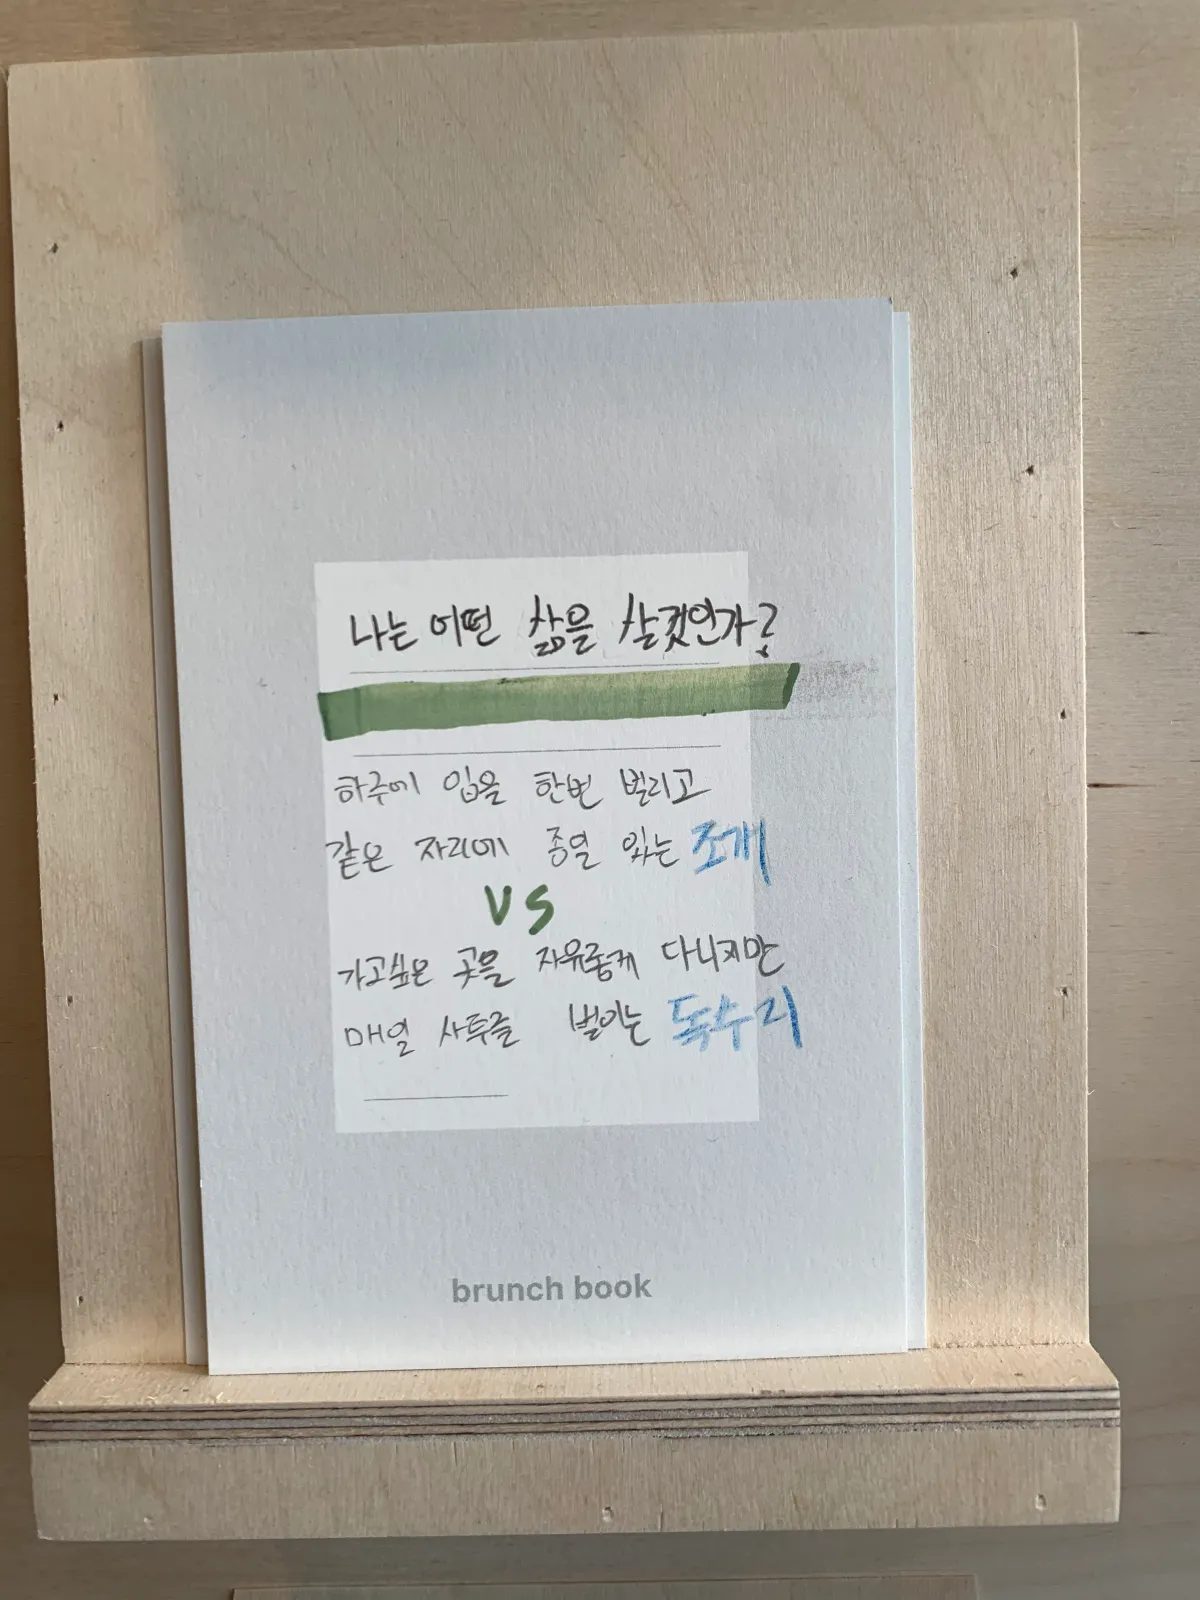 나는 어떤 삶을 살것인가?
하루에 입을 한번 벌리고
같은 자리에 종일 있는 조개
VS
가고싶은 곳을 자유롭게 다니지만
매일 사투를 벌이는 독수리
brunch book